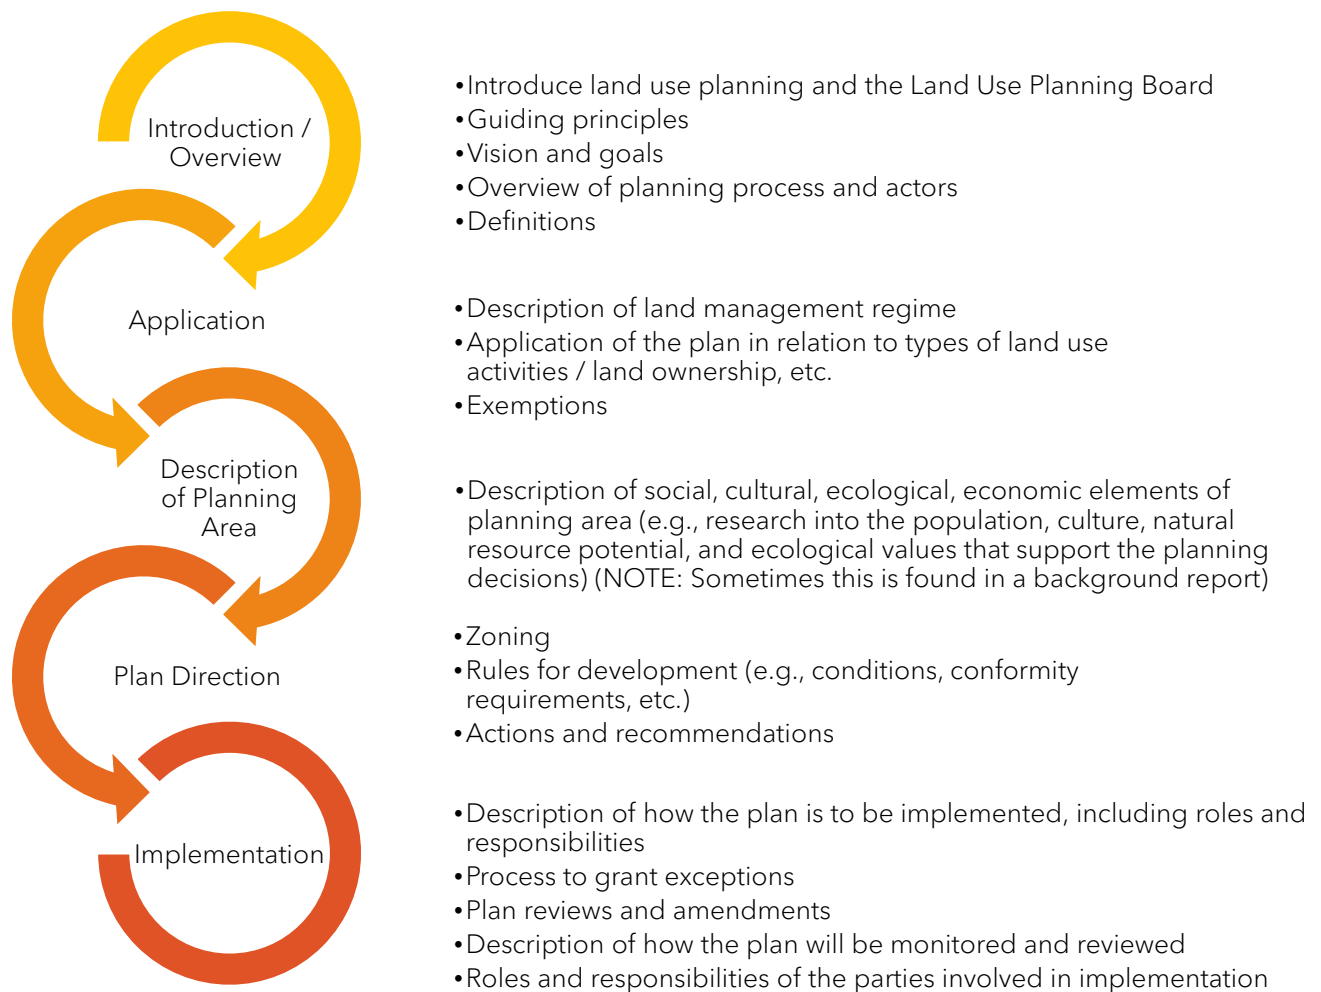 Introduction /
Overview
•Introduce land use planning and the Land Use Planning Board
•Guiding principles
•Vision and goals
•Overview of planning process and actors
•Definitions
Application
•Description of land management regime
•Application of the plan in relation to types of land use
activities / land ownership, etc.
•Exemptions
Description
of Planning
Area
•Description of social, cultural, ecological, economic elements of
planning area (e.g., research into the population, culture, natural
resource potential, and ecological values that support the planning
decisions) (NOTE: Sometimes this is found in a background report)
Plan Direction
•Zoning
•Rules for development (e.g., conditions, conformity
requirements, etc.)
•Actions and recommendations
Implementation
•Description of how the plan is to be implemented, including roles and
responsibilities
•Process to grant exceptions
•Plan reviews and amendments
•Description of how the plan will be monitored and reviewed
•Roles and responsibilities of the parties involved in implementation